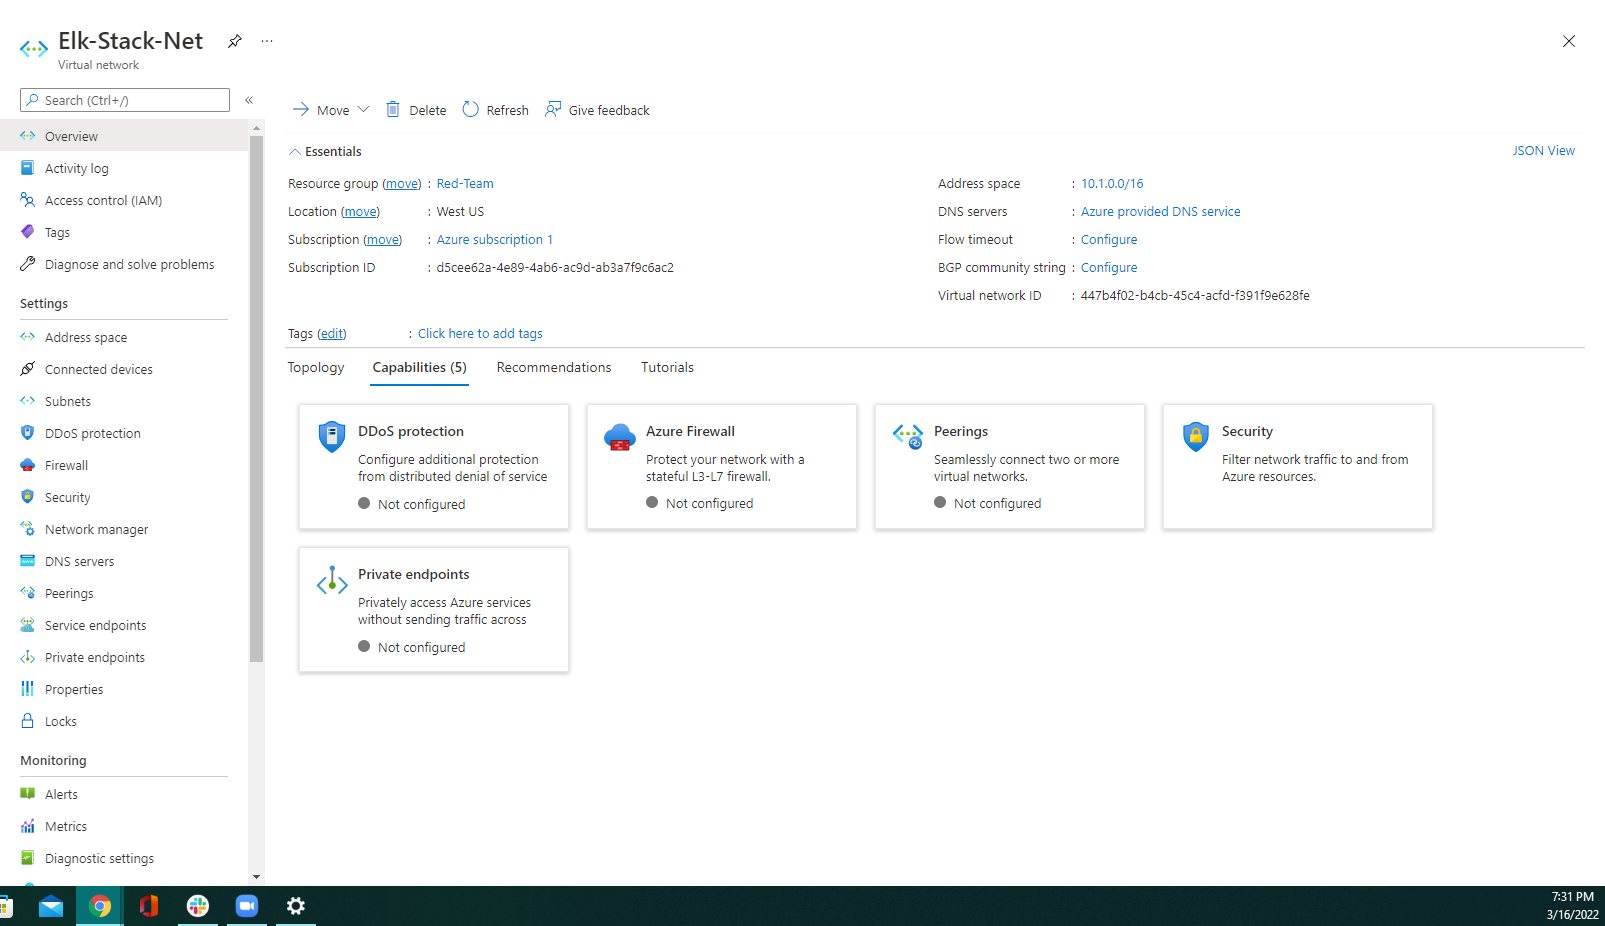 Elk-Stack-Net
Virtual network
Search (Ctrl+/)
Overview
Activity log
Access control (IAM)
Tags
Diagnose and solve problems
Settings
Address space
Connected devices
Subnets
DDoS protection
Firewall
Security
Network manager
DNS servers
Peerings
Service endpoints
Private endpoints
Properties
Locks
Monitoring
Alerts
Metrics
Diagnostic settings
Move Delete Refresh Give feedback
Essentials
JSON View
Resource group (move) : Red-Team
Location (move) : West US
Subscription (move) : Azure subscription 1
Subscription ID : d5cee62a-4e89-4ab6-ac9d-ab3a7f9c6ac2
Address space : 10.1.0.0/16
DNS servers : Azure provided DNS service
Flow timeout : Configure
BGP community string : Configure
Virtual network ID : 447b4f02-b4cb-45c4-acfd-f391f9e628fe
Tags (edit) : Click here to add tags
Topology Capabilities (5) Recommendations Tutorials
DDoS protection
Configure additional protection
from distributed denial of service
Not configured
Azure Firewall
Protect your network with a
stateful L3-L7 firewall.
Not configured
Peerings
Seamlessly connect two or more
virtual networks.
Not configured
Security
Filter network traffic to and from
Azure resources.
Private endpoints
Privately access Azure services
without sending traffic across
Not configured
7:31 PM
3/16/2022